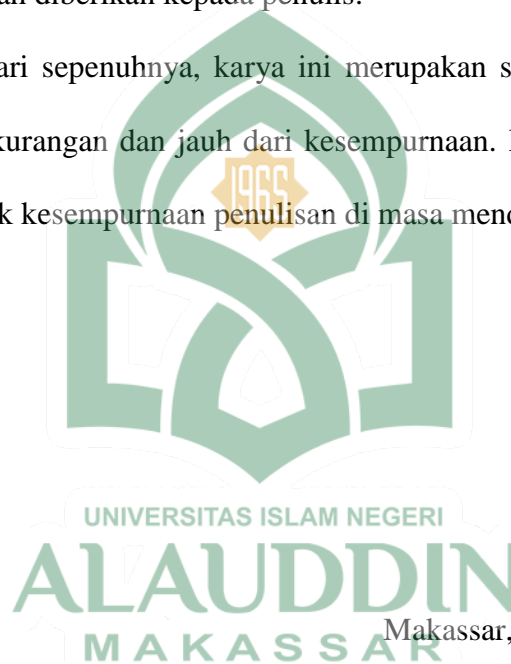 an diberikan kepada penulis.
ari sepenuhnya, karya ini merupakan s
kurangan dan jauh dari kesempurnaan.
1965
k kesempurnaan penulisan di masa mend
UNIVERSITAS ISLAM NEGERI
ALAUDDIN
Makassar,
MAKASSAR